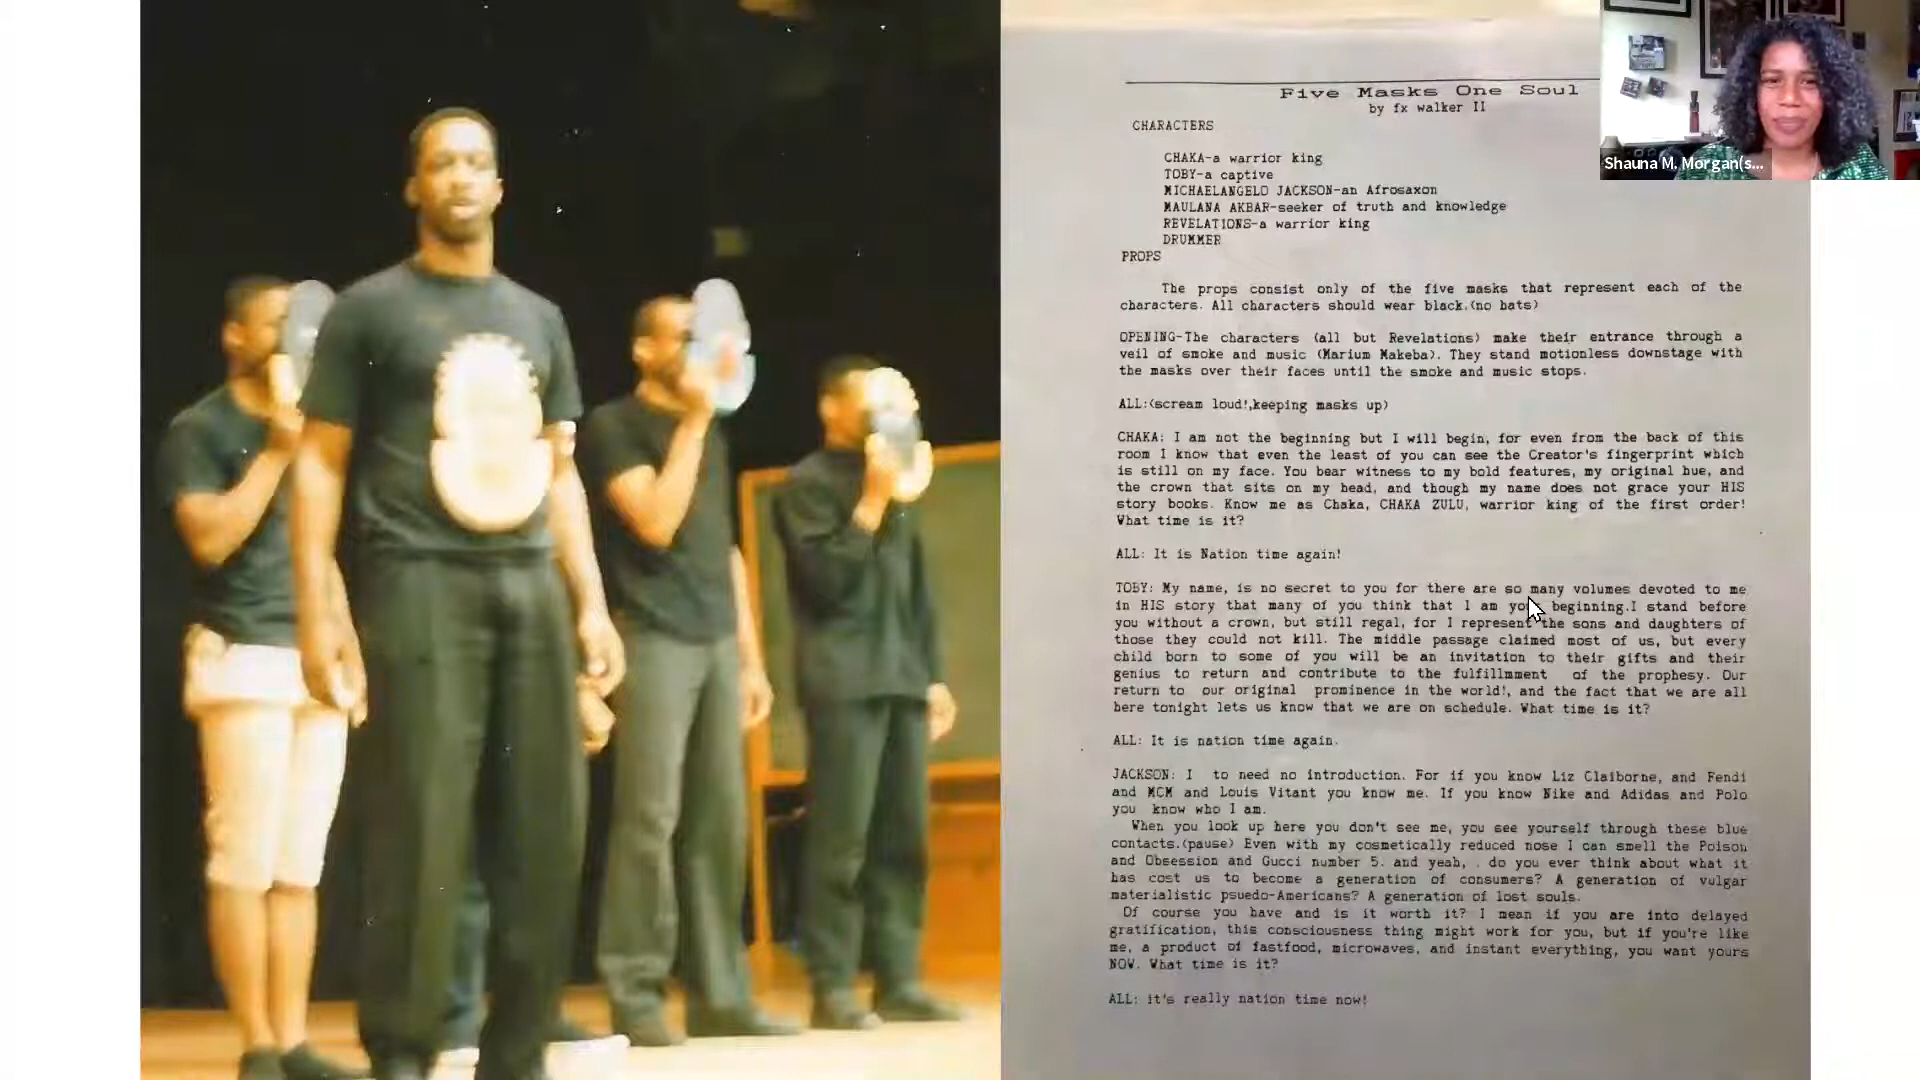 Five Masks One Soul
by fx walker II
CHARACTERS
CHAKA-a warrior king
TOBY-a captive
MICHAELANGELO JACKSON-an Afrosaxon
MAULANA AKBAR-seeker of truth and knowledge
REVELATIONS-a warrior king
DRUMMER
PROPS
The props consist only of the five masks that represent each of the
characters. All characters should wear black.(no hats)
OPENING-The characters (all but Revelations) make their entrance through a
veil of smoke and music (Marium Makeba). They stand motionless downstage with
the masks over their faces until the smoke and music stops.
ALL:(scream loud!,keeping masks up)
CHAKA: I am not the beginning but I will begin, for even from the back of this
room I know that even the least of you can see the Creator's fingerprint which
is still on my face. You bear witness to my bold features, my original hue, and
the crown that sits on my head, and though my name does not grace your HIS
story books. Know me as Chaka, CHAKA ZULU, warrior king of the first order!
What time is it?
ALL: It is Nation time again!
TOBY: My name, is no secret to you for there are so many volumes devoted to me
in HIS story that many of you think that I am beginning.I stand before
you without a crown, but still regal, for I represent the sons and daughters of
those they could not kill. The middle passage claimed most of us, but every
child born to some of you will be an invitation to their gifts and their
genius to return and contribute to the fulfillmment of the prophesy. Our
return to our original prominence in the world!, and the fact that we are all
here tonight lets us know that we are on schedule. What time is it?
ALL: It is nation time again.
JACKSON: I to need no introduction. For if you know Liz Claiborne, and Fendi
and MCM and Louis Vitant you know me. If you know Nike and Adidas and Polo
you know who I am.
When you look up here you don't see me, you see yourself through these blue
contacts.(pause) Even with my cosmetically reduced nose I can smell the Poison
and Obsession and Gucci number 5. and yeah, . do you ever think about what it
has cost us to become a generation of consumers? A generation of vulgar
materialistic psuedo-Americans? A generation of lost souls.
Of course you have and is it worth it? I mean if you are into delayed
gratification, this consciousness thing might work for you, but if you're like
me, a product of fastfood, microwaves, and instant everything, you want yours
NOW. What time is it?
ALL: it's really nation time now!
Shauna M. Morgan(s...